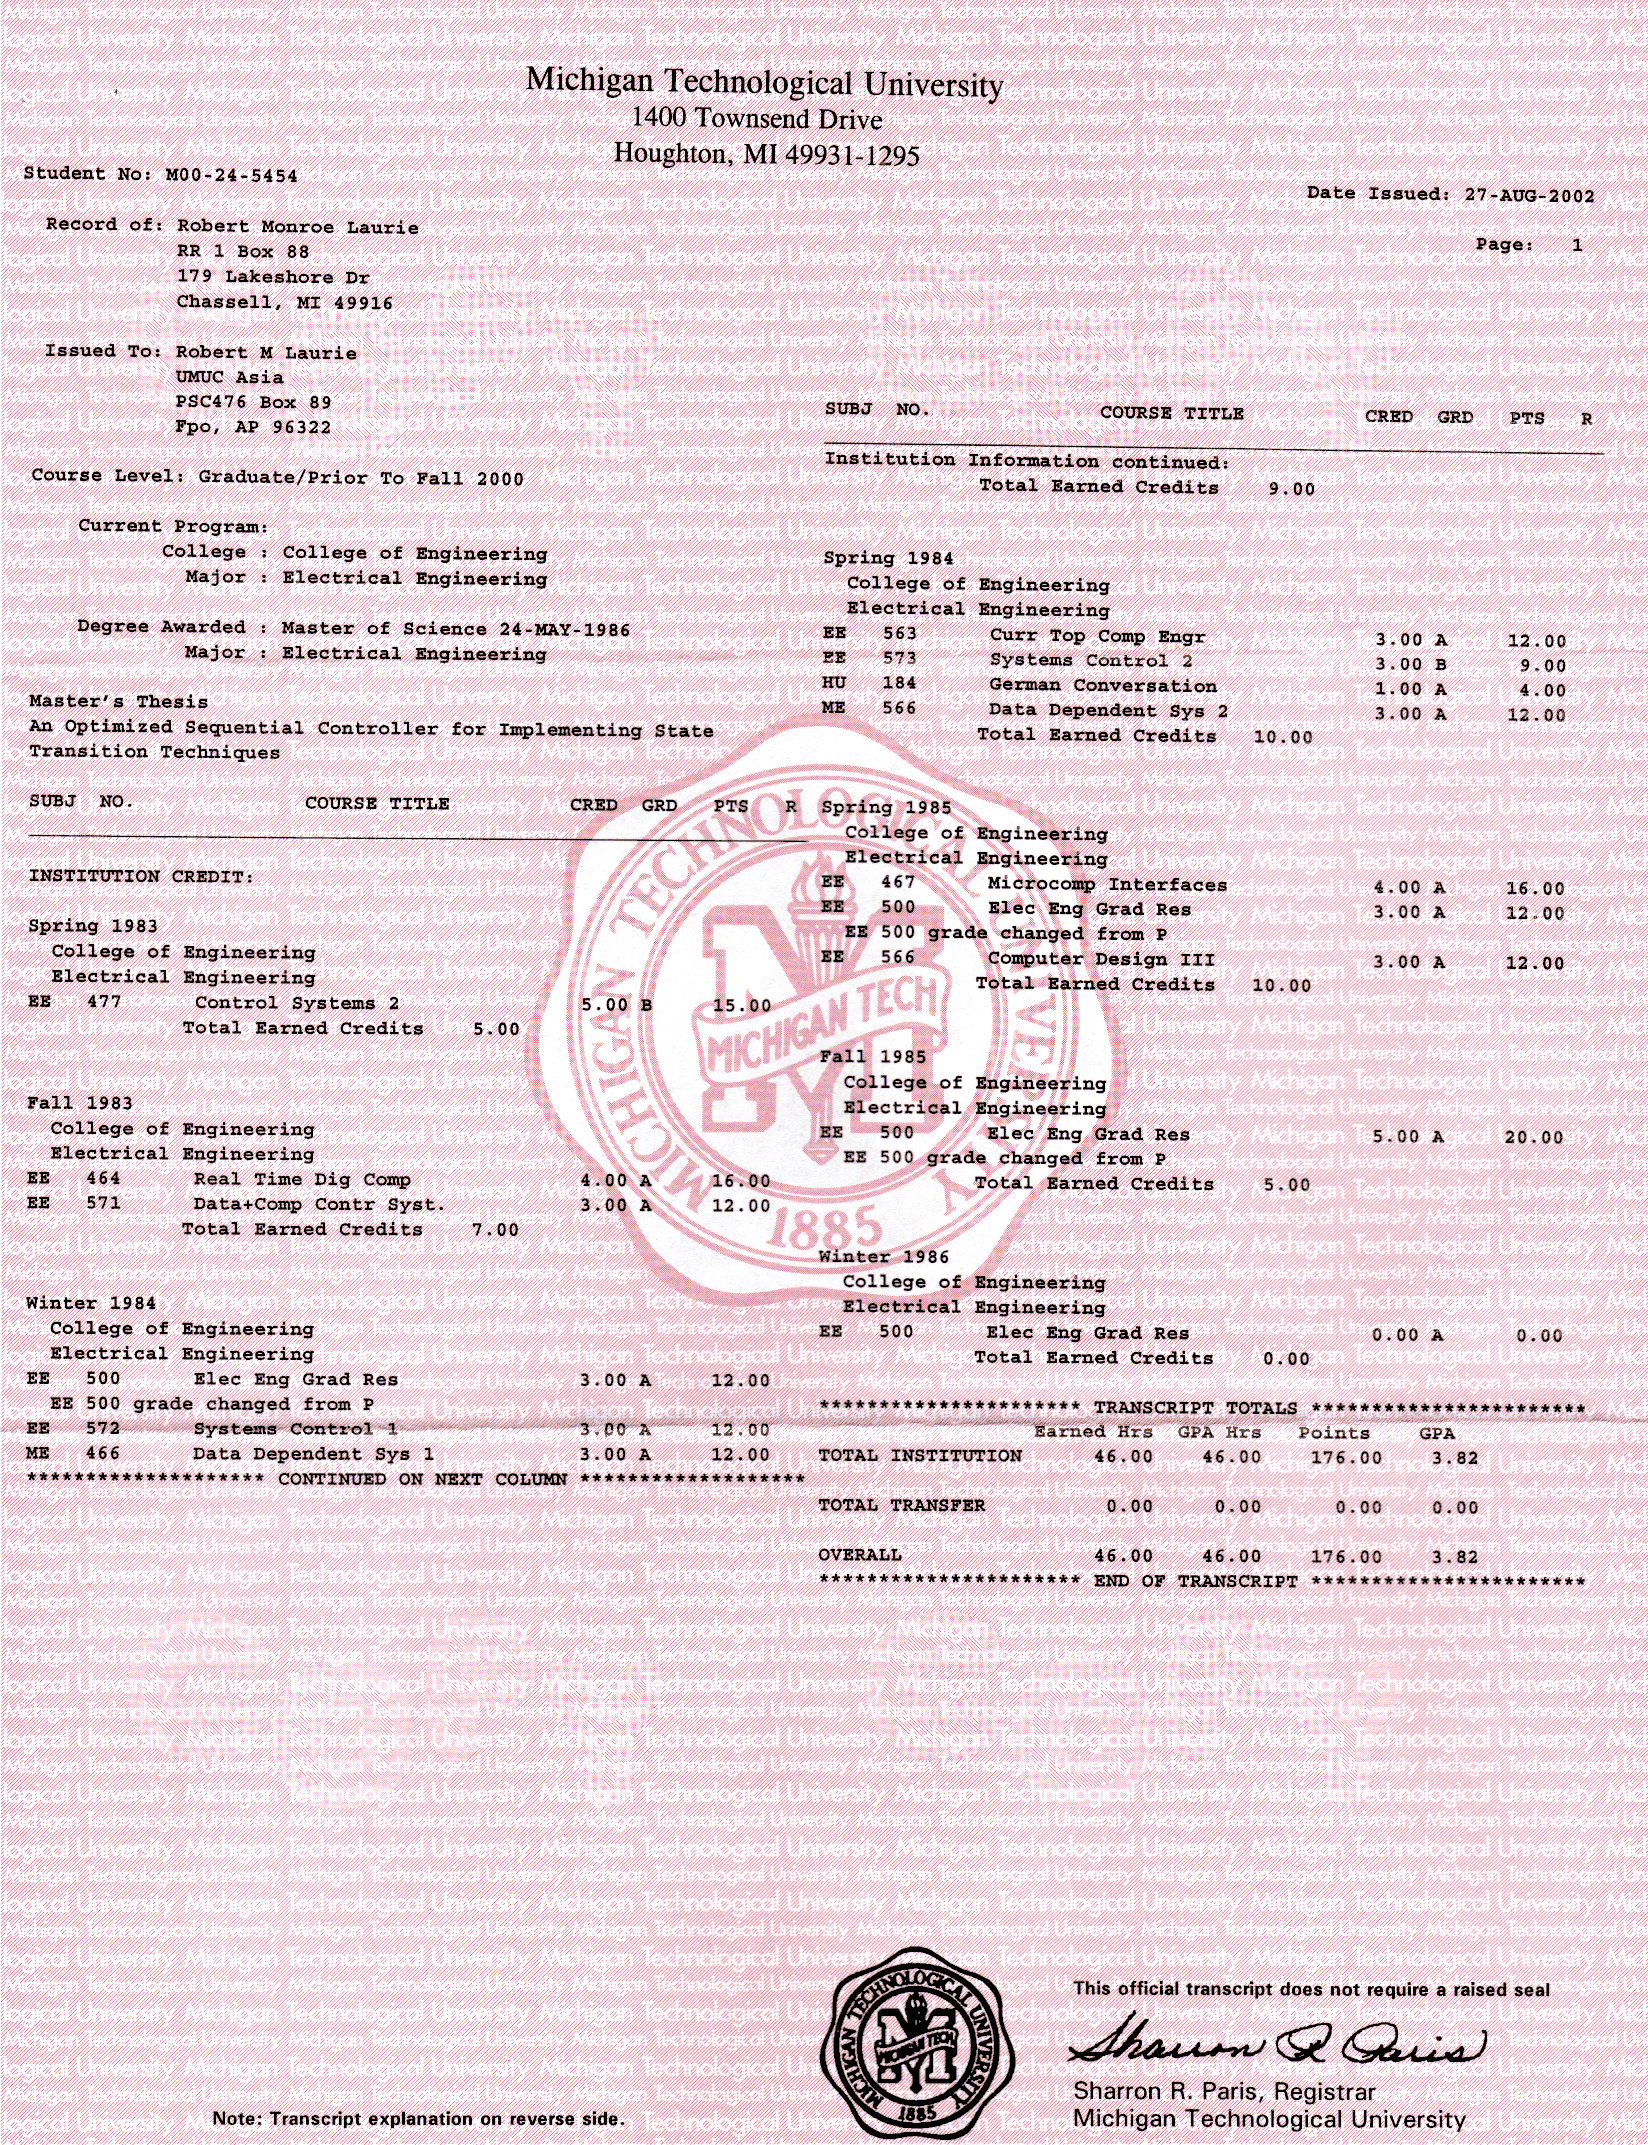 Michigan Technological University
1400 Townsend Drive
Houghton, MI 49931-1295
Student No: M00-24-5454
Date Issued: 27-AUG-2002
Page: 1
Record of: Robert Monroe Laurie
RR 1 Box 88
179 Lakeshore Dr
Chassell, MI 49916
Issued To: Robert M Laurie
UMUC Asia
PSC476 Box 89
Fpo, AP 96322
Course Level: Graduate/Prior To Fall 2000
Current Program:
College : College of Engineering
Major : Electrical Engineering
Degree Awarded : Master of Science 24-MAY-1986
Major : Electrical Engineering
Master's Thesis
An Optimized Sequential Controller for Implementing State
Transition Techniques
SUBJ NO. COURSE TITLE CRED GRD PTS R
INSTITUTION CREDIT:
Spring 1983
College of Engineering
Electrical Engineering
EE 477 Control Systems 2 5.00 B 15.00
Total Earned Credits 5.00
Fall 1983
College of Engineering
Electrical Engineering
EE 464 Real Time Dig Comp 4.00 A 16.00
EE 571 Data+Comp Contr Syst. 3.00 A 12.00
Total Earned Credits 7.00
Winter 1984
College of Engineering
Electrical Engineering
EE 500 Elec Eng Grad Res 3.00 A 12.00
EE 500 grade changed from P
EE 572 Systems Control 1 3.00 A 12.00
ME 466 Data Dependent Sys 1 3.00 A 12.00
******************** CONTINUED ON NEXT COLUMN *******************
SUBJ NO. COURSE TITLE CRED GRD PTS R
Institution Information continued:
Total Earned Credits 9.00
Spring 1984
College of Engineering
Electrical Engineering
EE 563 Curr Top Comp Engr 3.00 A 12.00
EE 573 Systems Control 2 3.00 B 9.00
HU 184 German Conversation 1.00 A 4.00
ME 566 Data Dependent Sys 2 3.00 A 12.00
Total Earned Credits 10.00
Spring 1985
College of Engineering
Electrical Engineering
EE 467 Microcomp Interfaces 4.00 A 16.00
EE 500 Elec Eng Grad Res 3.00 A 12.00
EE 500 grade changed from P
EE 566 Computer Design III 3.00 A 12.00
Total Earned Credits 10.00
Fall 1985
College of Engineering
Electrical Engineering
EE 500 Elec Eng Grad Res 5.00 A 20.00
EE 500 grade changed from P
Total Earned Credits 5.00
Winter 1986
College of Engineering
Electrical Engineering
EE 500 Elec Eng Grad Res 0.00 A 0.00
Total Earned Credits 0.00
********************** TRANSCRIPT TOTALS ***********************
Earned Hrs GPA Hrs Points GPA
TOTAL INSTITUTION 46.00 46.00 176.00 3.82
TOTAL TRANSFER 0.00 0.00 0.00 0.00
OVERALL 46.00 46.00 176.00 3.82
********************** END OF TRANSCRIPT ***********************
MICHIGAN TECHNOLOGICAL UNIVERSITY
MICHIGAN TECH
1885
This official transcript does not require a raised seal
Sharron R Paris
Sharron R. Paris, Registrar
Michigan Technological University
Note: Transcript explanation on reverse side.
MICHIGAN TECHNOLOGICAL UNIVERSITY
MICHIGAN TECH
1885